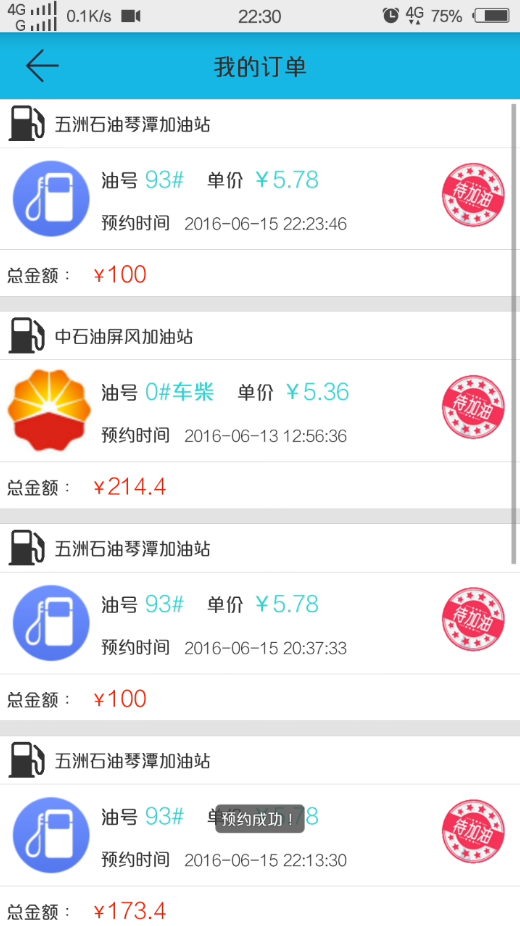 4G G 0.1K/s 22:30 4G 75%
我的订单
五洲石油琴潭加油站
油号 93# 单价 ￥5.78
待加油
预约时间 2016-06-15 22:23:46
总金额： ￥100
中石油屏风加油站
油号 0#车柴 单价 ￥5.36
待加油
预约时间 2016-06-13 12:56:36
总金额： ￥214.4
五洲石油琴潭加油站
油号 93# 单价 ￥5.78
待加油
预约时间 2016-06-15 20:37:33
总金额： ￥100
五洲石油琴潭加油站
油号 93# 单 78
预约成功！
待加油
预约时间 2016-06-15 22:13:30
总金额： ￥173.4